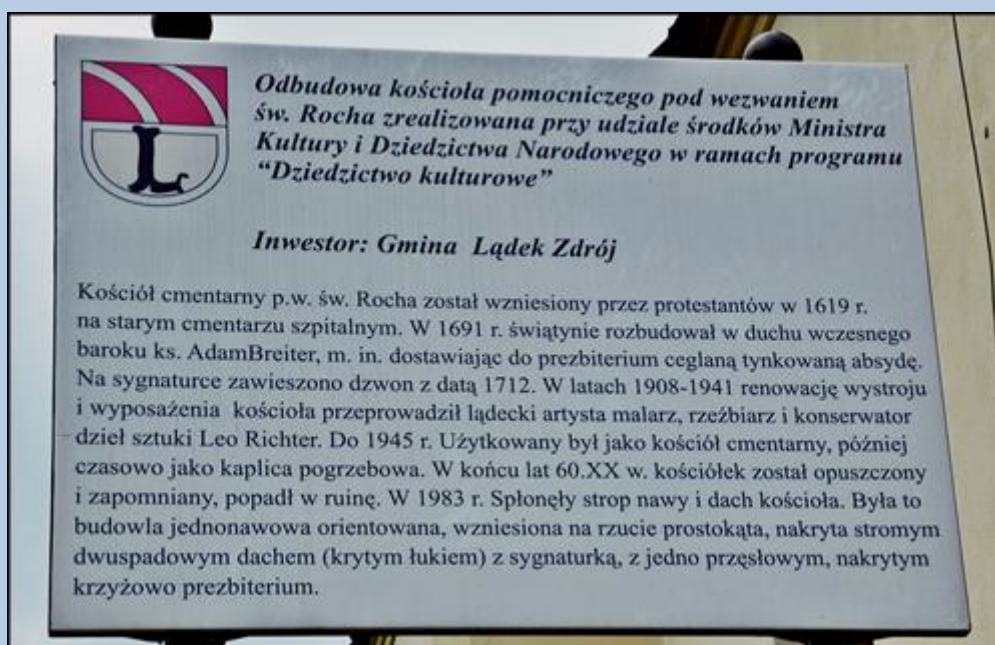 Odbudowa kościoła pomocniczego pod wezwaniem
św. Rocha zrealizowana przy udziale środków Ministra
Kultury i Dziedzictwa Narodowego w ramach programu
“Dziedzictwo kulturowe”
Inwestor: Gmina Lądek Zdrój
Kościół cmentarny p.w. św. Rocha został wzniesiony przez protestantów w 1619 r.
na starym cmentarzu szpitalnym. W 1691 r. świątynie rozbudował w duchu wczesnego
baroku ks. AdamBreiter, m. in. dostawiając do prezbiterium ceglaną tynkowaną absydę.
Na sygnaturce zawieszono dzwon z datą 1712. W latach 1908-1941 renowację wystroju
i wyposażenia kościoła przeprowadził lądecki artysta malarz, rzeźbiarz i konserwator
dzieł sztuki Leo Richter. Do 1945 r. Użytkowany był jako kościół cmentarny, później
czasowo jako kaplica pogrzebowa. W końcu lat 60.XX w. kościółek został opuszczony
i zapomniany, popadł w ruinę. W 1983 r. Spłonęły strop nawy i dach kościoła. Była to
budowla jednonawowa orientowana, wzniesiona na rzucie prostokąta, nakryta stromym
dwuspadowym dachem (krytym łukiem) z sygnaturką, z jedno przęsłowym, nakrytym
krzyżowo prezbiterium.